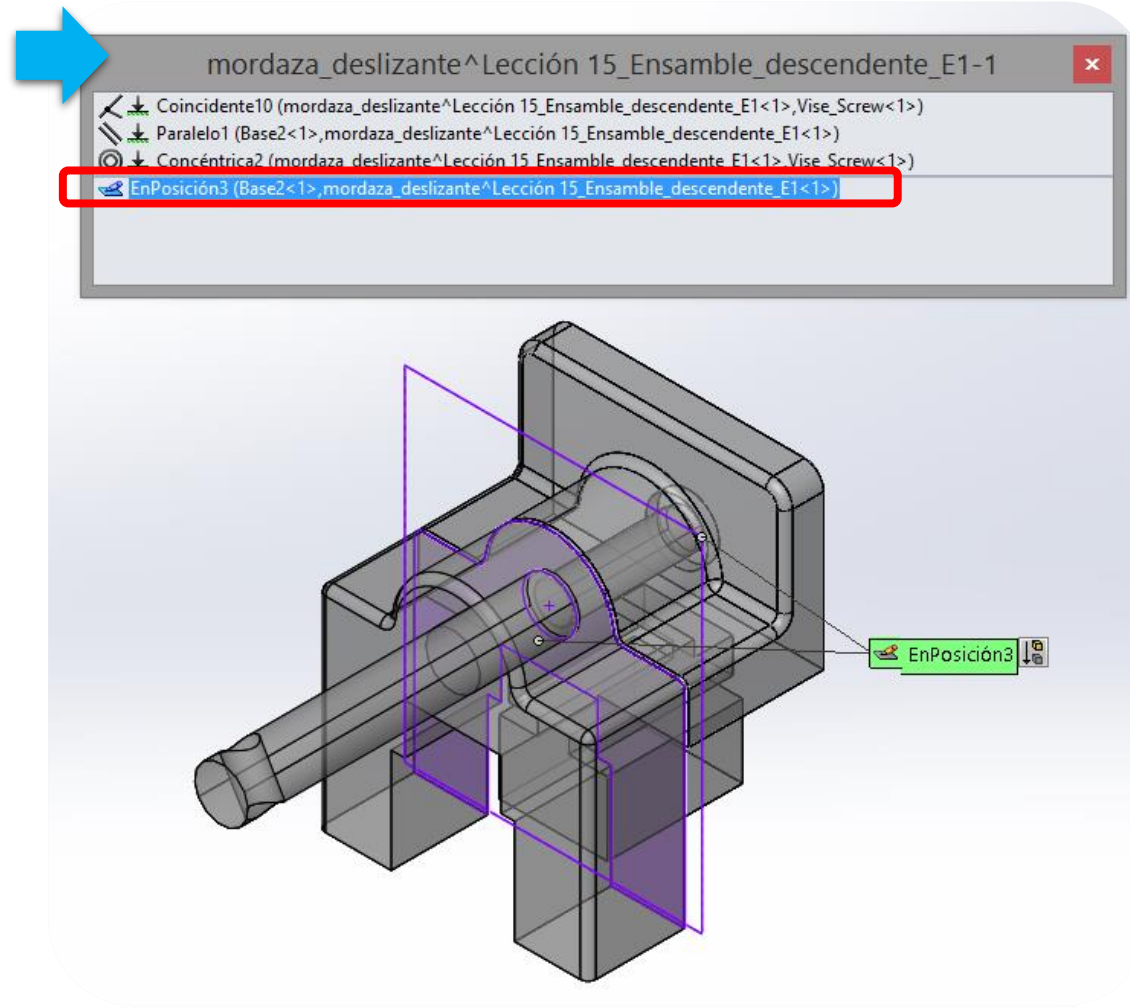 mordaza_deslizante^Lección 15_Ensamble_descendente_E1-1
Coincidente10 (mordaza_deslizante^Lección 15_Ensamble_descendente_E1<1>,Vise_Screw<1>)
Paralelo1 (Base2<1>,mordaza_deslizante^Lección 15_Ensamble_descendente_E1<1>)
Concéntrica2 (mordaza_deslizante^Lección 15_Ensamble_descendente_E1<1>,Vise_Screw<1>)
EnPosición3 (Base2<1>,mordaza_deslizante^Lección 15_Ensamble_descendente_E1<1>)
EnPosición3